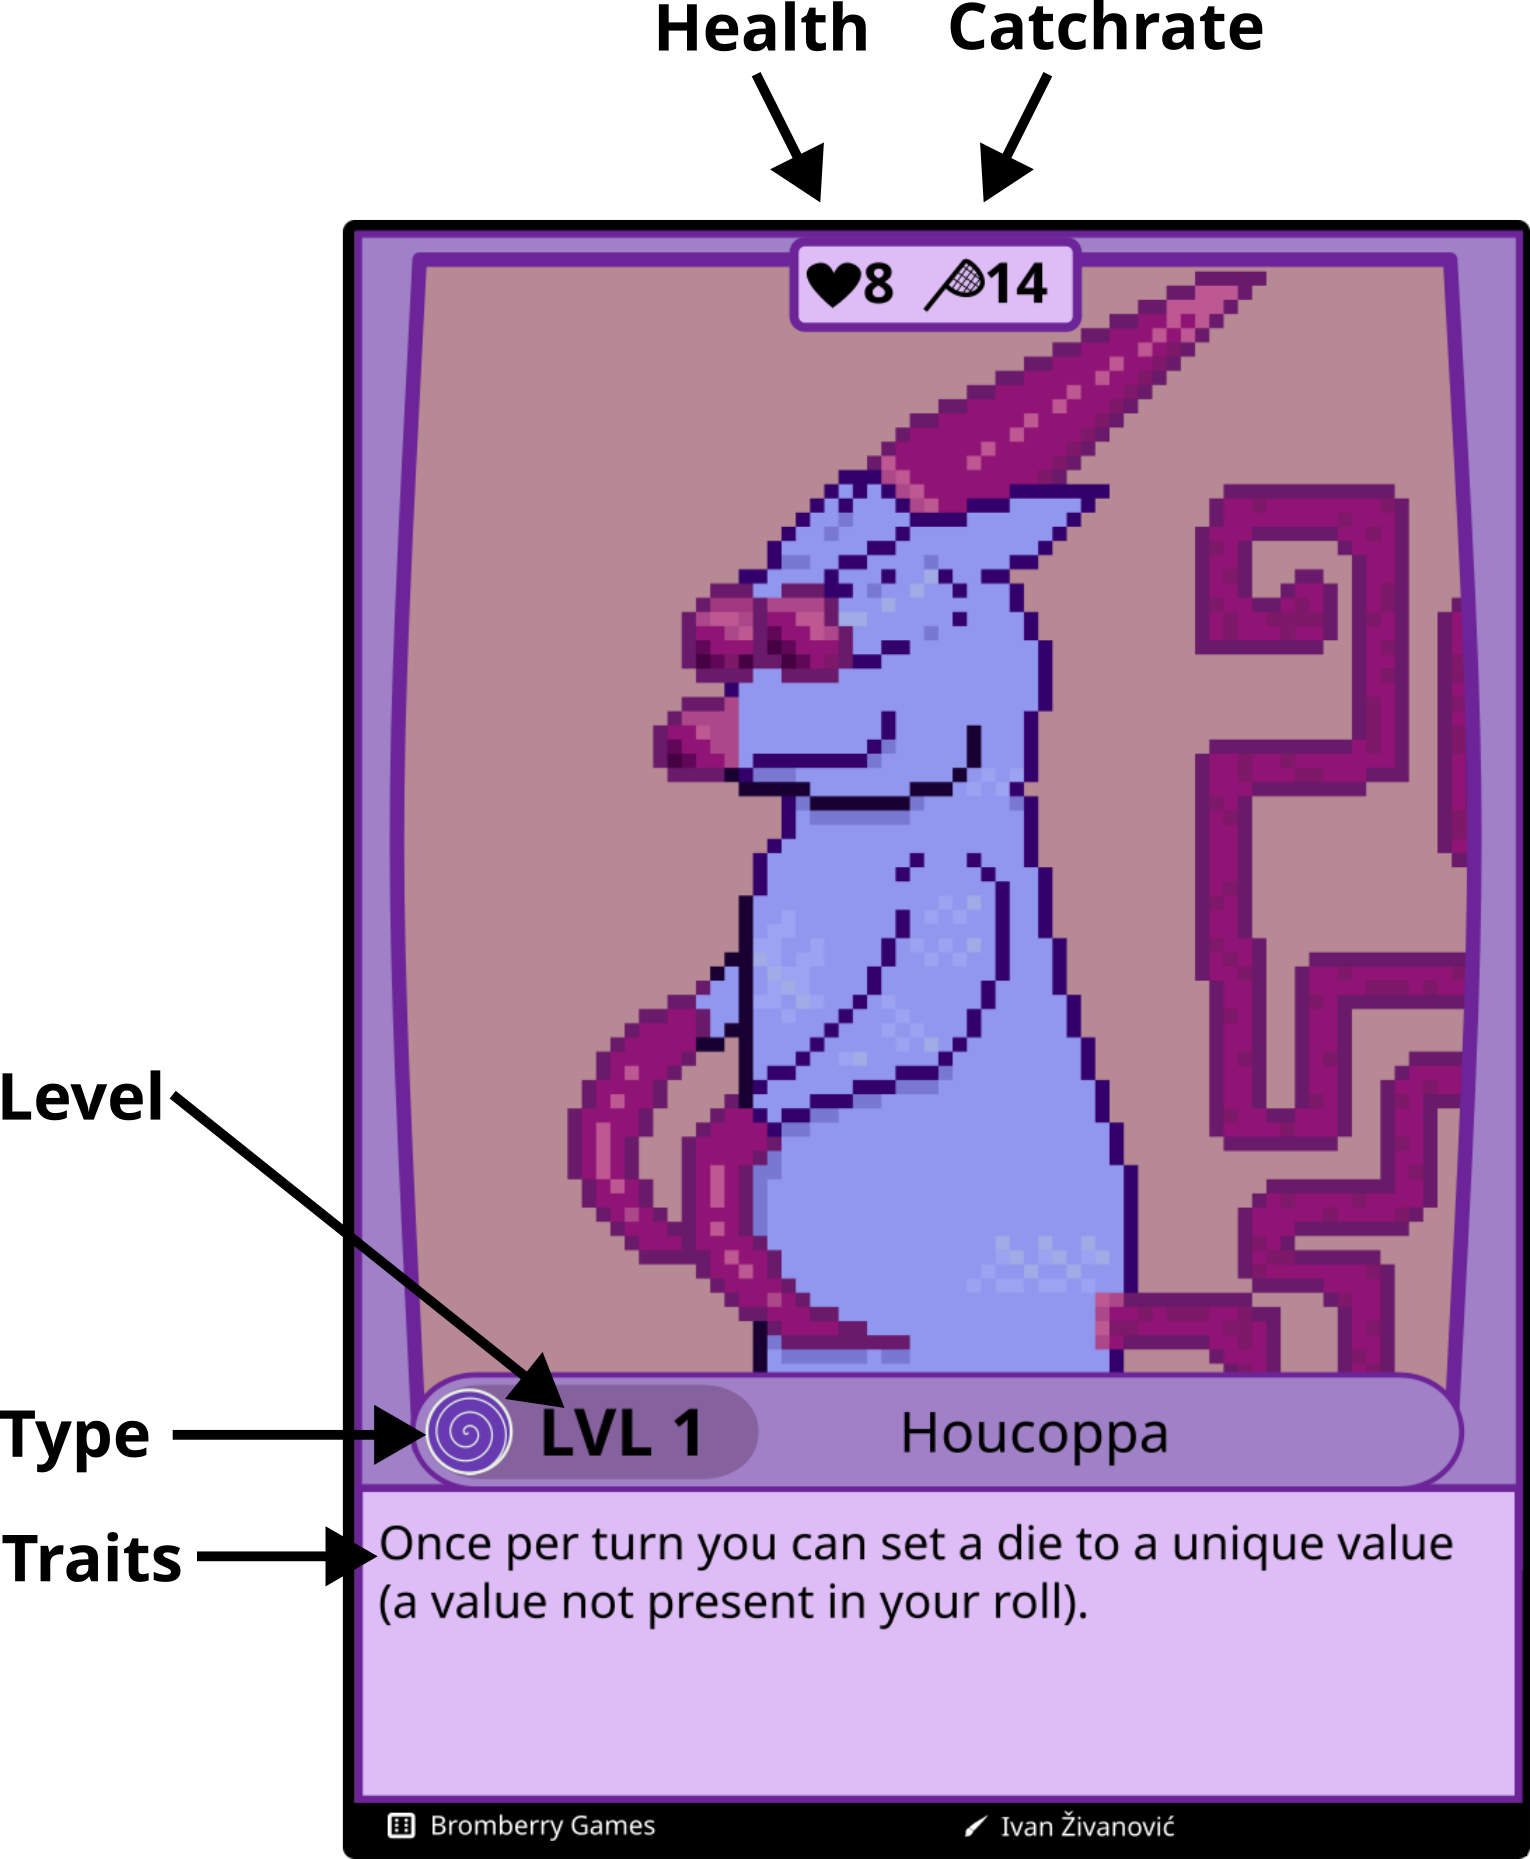 Health Catchrate
8 14
Level
LVL 1 Houcoppa
Type
Traits
Once per turn you can set a die to a unique value
(a value not present in your roll).
Bromberry Games Ivan Živanović